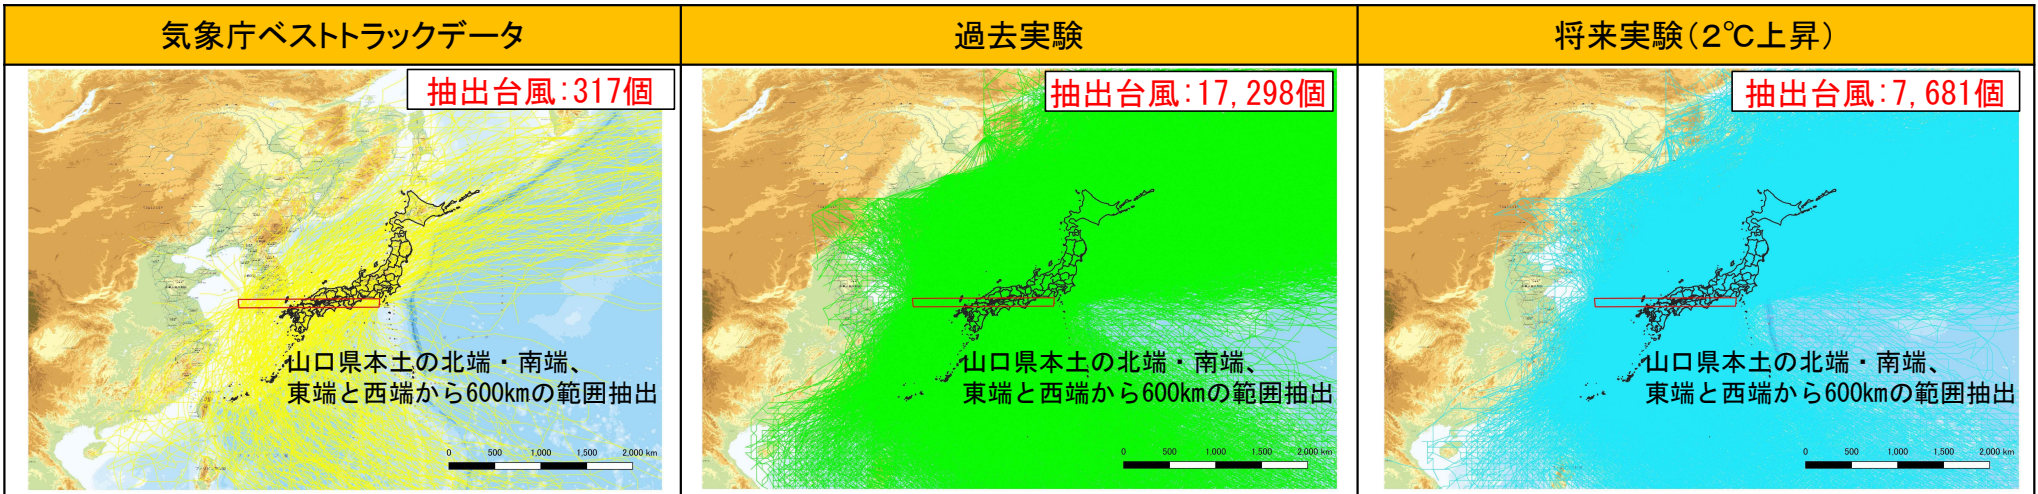 気象庁ベストトラックデータ
過去実験
将来実験(2℃上昇)
抽出台風:317個
山口県本土の北端・南端、
東端と西端から600kmの範囲抽出
0 500 1,000 1,500 2,000 km
抽出台風:17,298個
山口県本土の北端・南端、
東端と西端から600kmの範囲抽出
0 500 1,000 1,500 2,000 km
抽出台風:7,681個
山口県本土の北端・南端、
東端と西端から600kmの範囲抽出
0 500 1,000 1,500 2,000 km